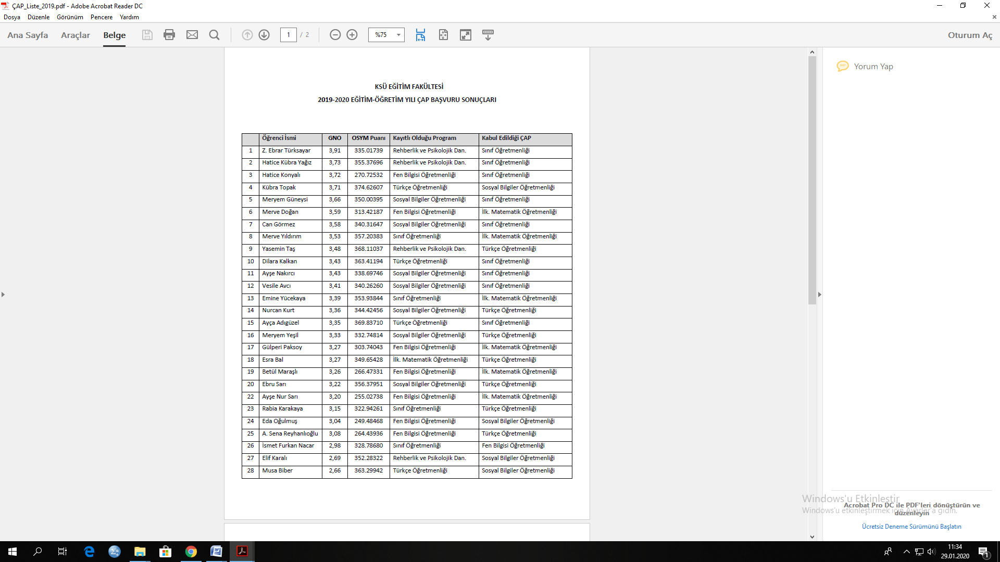 ÇAP_Liste_2019.pdf - Adobe Acrobat Reader DC
Dosya Düzenle Görünüm Pencere Yardım
Ana Sayfa Araçlar Belge 1 / 2 %75 Oturum Aç
Yorum Yap
KSÜ EĞİTİM FAKÜLTESİ
2019-2020 EĞİTİM-ÖĞRETİM YILI ÇAP BAŞVURU SONUÇLARI
Öğrenci İsmi GNO OSYM Puanı Kayıtlı Olduğu Program Kabul Edildiği ÇAP
1 Z. Ebrar Türksayar 3,91 335.01739 Rehberlik ve Psikolojik Dan. Sınıf Öğretmenliği
2 Hatice Kübra Yağız 3,73 355.37696 Rehberlik ve Psikolojik Dan. Sınıf Öğretmenliği
3 Hatice Konyalı 3,72 270.72532 Fen Bilgisi Öğretmenliği Sınıf Öğretmenliği
4 Kübra Topak 3,71 374.62607 Türkçe Öğretmenliği Sosyal Bilgiler Öğretmenliği
5 Meryem Güneysi 3,66 350.00395 Sosyal Bilgiler Öğretmenliği Sınıf Öğretmenliği
6 Merve Doğan 3,59 313.42187 Fen Bilgisi Öğretmenliği İlk. Matematik Öğretmenliği
7 Can Görmez 3,58 340.31647 Sosyal Bilgiler Öğretmenliği Sınıf Öğretmenliği
8 Merve Yıldırım 3,53 357.20383 Sınıf Öğretmenliği İlk. Matematik Öğretmenliği
9 Yasemin Taş 3,48 368.11037 Rehberlik ve Psikolojik Dan. Türkçe Öğretmenliği
10 Dilara Kalkan 3,43 363.41194 Türkçe Öğretmenliği Sınıf Öğretmenliği
11 Ayşe Nakırcı 3,43 338.69746 Sosyal Bilgiler Öğretmenliği Sınıf Öğretmenliği
12 Vesile Avcı 3,41 340.26260 Sosyal Bilgiler Öğretmenliği Sınıf Öğretmenliği
13 Emine Yücekaya 3,39 353.93844 Sınıf Öğretmenliği İlk. Matematik Öğretmenliği
14 Nurcan Kurt 3,36 344.42456 Sosyal Bilgiler Öğretmenliği Türkçe Öğretmenliği
15 Ayça Adıgüzel 3,35 369.83710 Türkçe Öğretmenliği Sınıf Öğretmenliği
16 Meryem Yeşil 3,33 332.74814 Sosyal Bilgiler Öğretmenliği Türkçe Öğretmenliği
17 Gülperi Paksoy 3,27 303.74043 Fen Bilgisi Öğretmenliği İlk. Matematik Öğretmenliği
18 Esra Bal 3,27 349.65428 İlk. Matematik Öğretmenliği Türkçe Öğretmenliği
19 Betül Maraşlı 3,26 266.47331 Fen Bilgisi Öğretmenliği İlk. Matematik Öğretmenliği
20 Ebru Sarı 3,22 356.37951 Sosyal Bilgiler Öğretmenliği Türkçe Öğretmenliği
22 Ayşe Nur Sarı 3,20 255.02738 Fen Bilgisi Öğretmenliği İlk. Matematik Öğretmenliği
23 Rabia Karakaya 3,15 322.94261 Sınıf Öğretmenliği Türkçe Öğretmenliği
24 Eda Oğulmuş 3,04 249.48468 Fen Bilgisi Öğretmenliği Sosyal Bilgiler Öğretmenliği
25 A. Sena Reyhanlıoğlu 3,08 264.43936 Fen Bilgisi Öğretmenliği Türkçe Öğretmenliği
26 İsmet Furkan Nacar 2,98 328.78680 Sınıf Öğretmenliği Fen Bilgisi Öğretmenliği
27 Elif Karalı 2,69 352.28322 Rehberlik ve Psikolojik Dan. Sosyal Bilgiler Öğretmenliği
28 Musa Biber 2,66 363.29942 Türkçe Öğretmenliği Sosyal Bilgiler Öğretmenliği
Windows'u Etkinleştir
Acrobat Pro DC ile PDF'leri dönüştürün ve
Windows'u etkinleştirmek için Ayarlar'a gidin.
düzenleyin
Ücretsiz Deneme Sürümünü Başlatın
11:34
29.01.2020
1